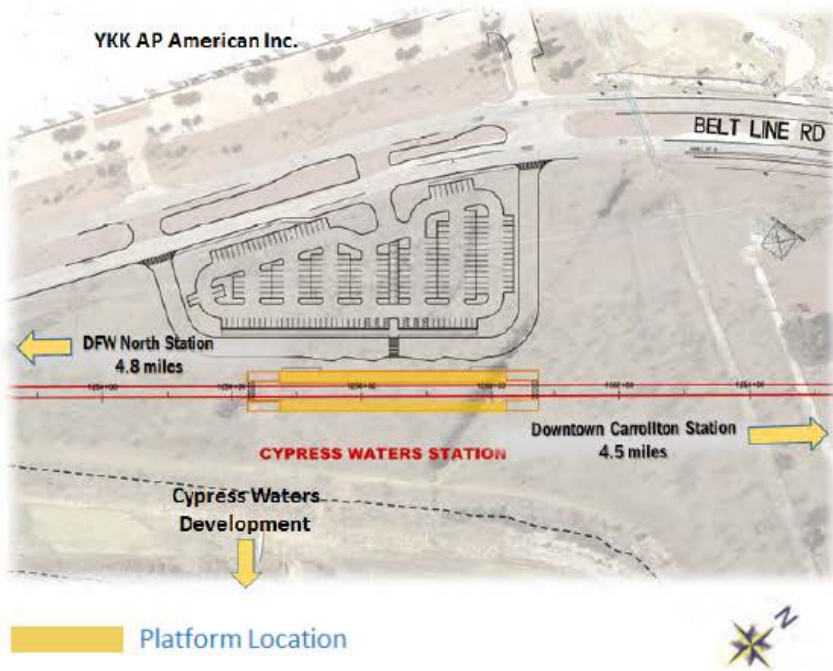 YKK AP American Inc.
BELT LINE RD
DFW North Station
4.8 miles
Downtown Carrollton Station
4.5 miles
CYPRESS WATERS STATION
Cypress Waters
Development
Platform Location
N